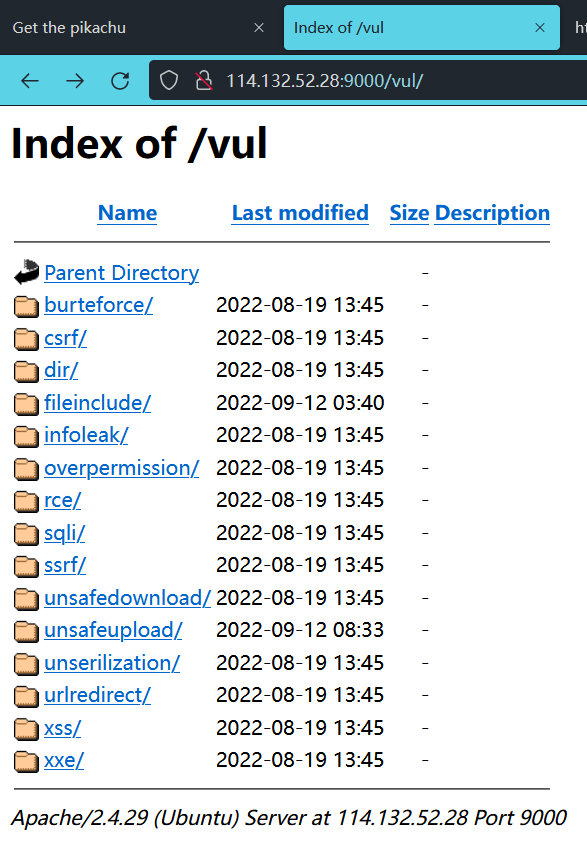 Get the pikachu × Index of /vul × ht
114.132.52.28:9000/vul/
Index of /vul
Name Last modified Size Description
Parent Directory -
burteforce/ 2022-08-19 13:45 -
csrf/ 2022-08-19 13:45 -
dir/ 2022-08-19 13:45 -
fileinclude/ 2022-09-12 03:40 -
infoleak/ 2022-08-19 13:45 -
overpermission/ 2022-08-19 13:45 -
rce/ 2022-08-19 13:45 -
sqli/ 2022-08-19 13:45 -
ssrf/ 2022-08-19 13:45 -
unsafedownload/ 2022-08-19 13:45 -
unsafeupload/ 2022-09-12 08:33 -
unserilization/ 2022-08-19 13:45 -
urlredirect/ 2022-08-19 13:45 -
xss/ 2022-08-19 13:45 -
xxe/ 2022-08-19 13:45 -
Apache/2.4.29 (Ubuntu) Server at 114.132.52.28 Port 9000